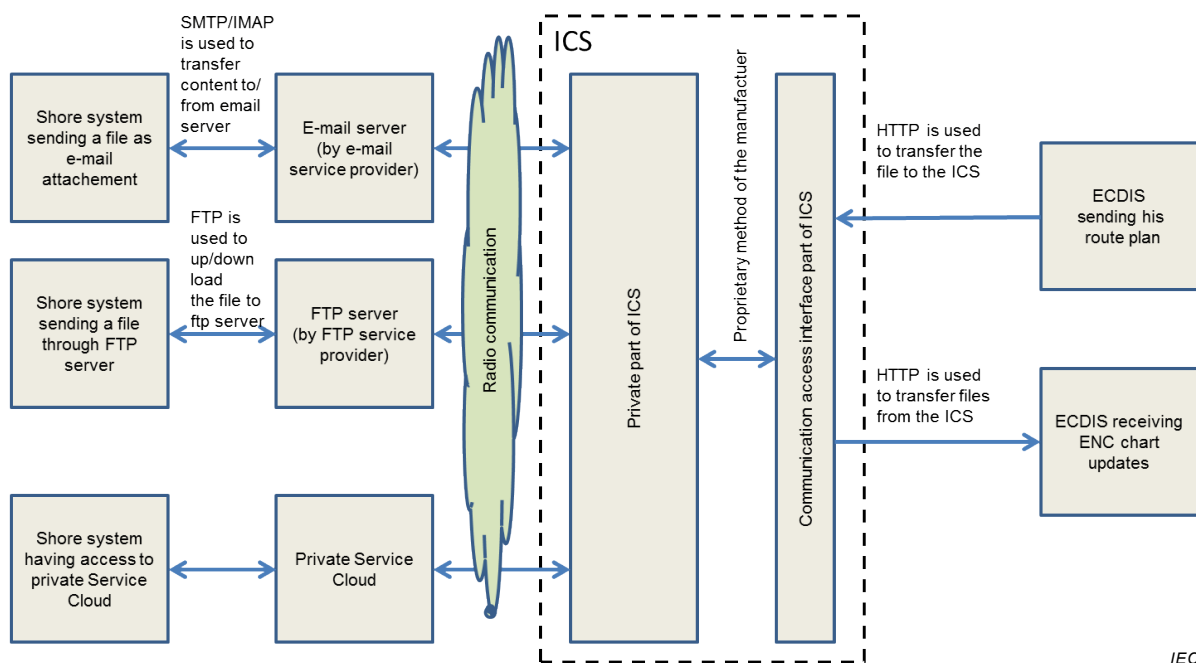 SMTP/IMAP
is used to
transfer
content to/
from email
server
Shore system
sending a file as
e-mail
attachement
E-mail server
(by e-mail
service provider)
FTP is
used to
up/down
load
the file to
ftp server
Shore system
sending a file
through FTP
server
FTP server
(by FTP service
provider)
Shore system
having access to
private Service
Cloud
Private Service
Cloud
Radio communication
ICS
Private part of ICS
Proprietary method of the manufactuer
Communication access interface part of ICS
HTTP is used
to transfer the
file to the ICS
ECDIS
sending his
route plan
HTTP is used
to transfer files
from the ICS
ECDIS receiving
ENC chart
updates
IEC